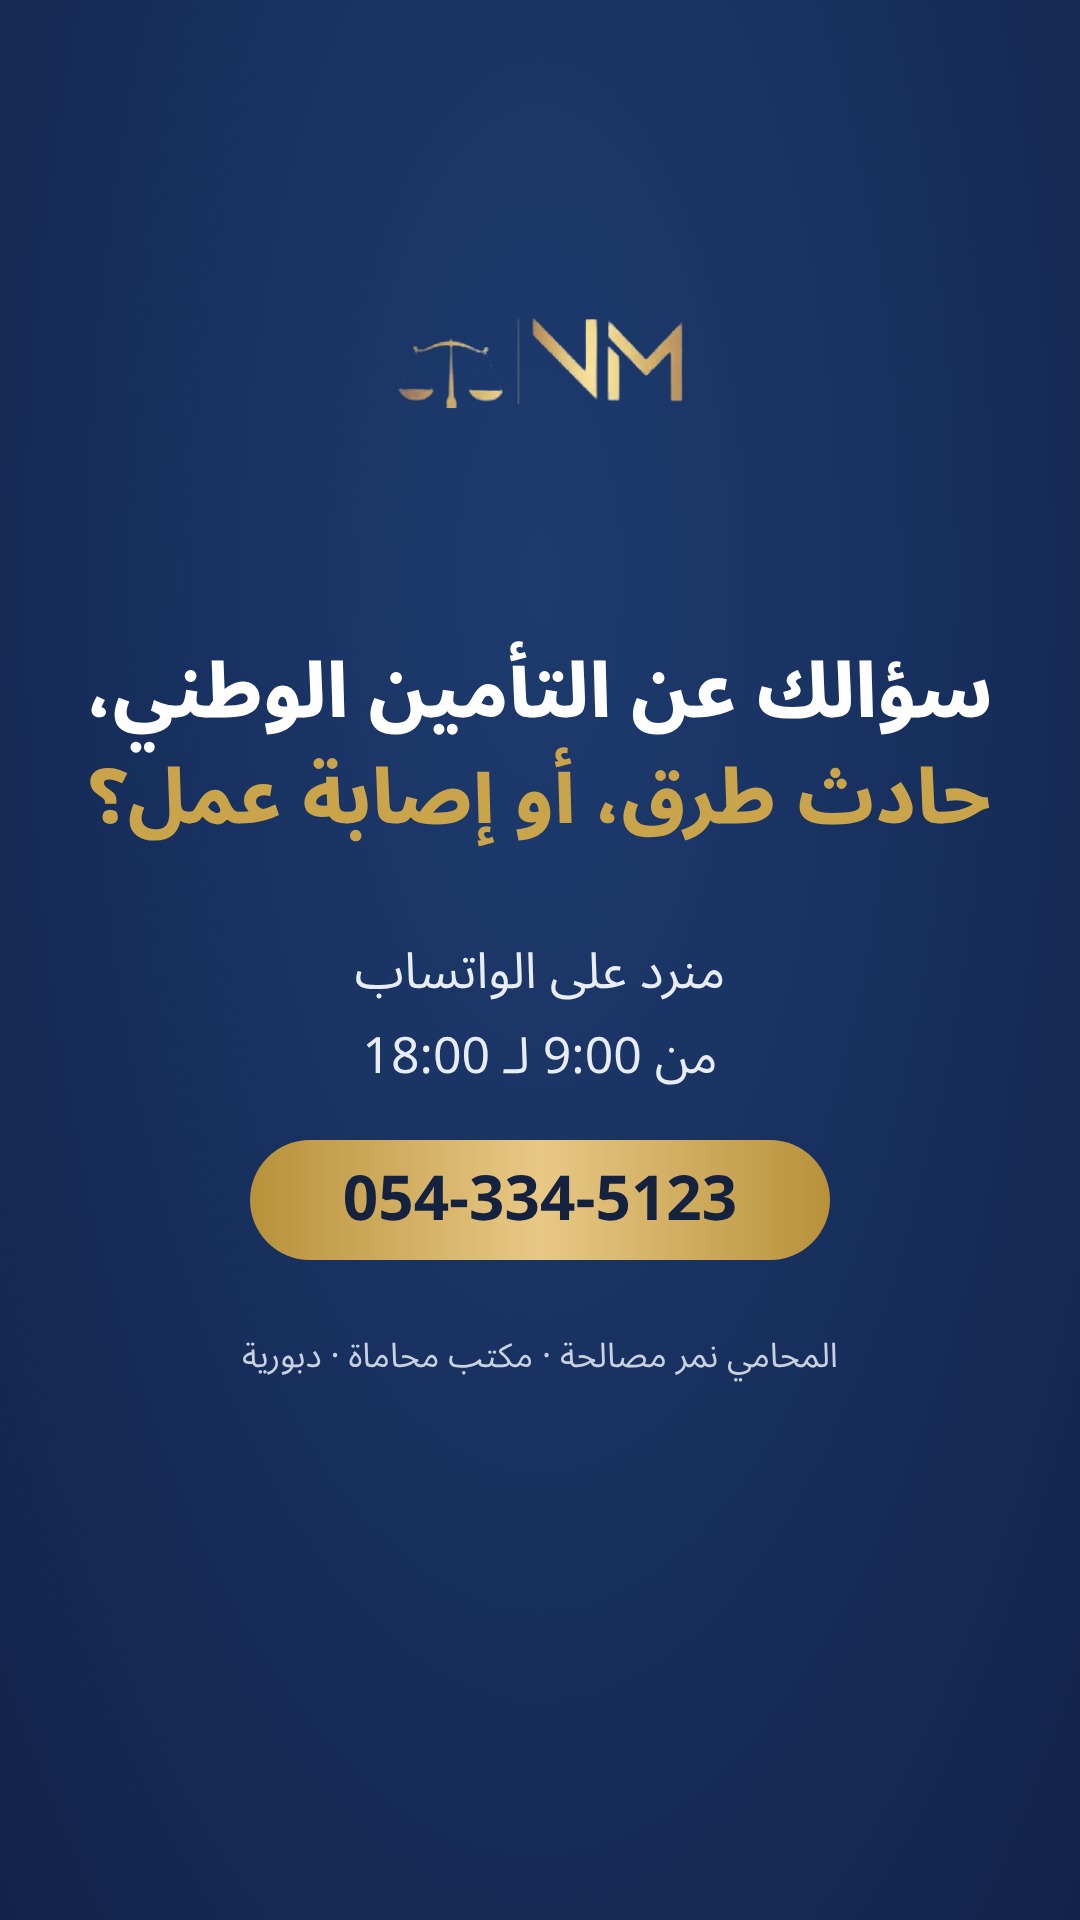 NM
سؤالك عن التأمين الوطني،
حادث طرق، أو إصابة عمل؟
منرد على الواتساب
من 9:00 لـ 18:00
054-334-5123
المحامي نمر مصالحة · مكتب محاماة · دبورية